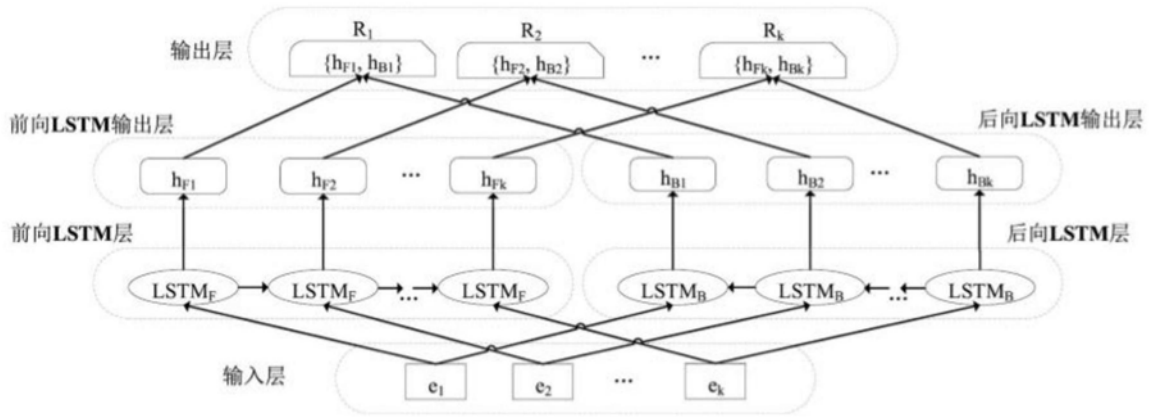 R1 R2 Rk
输出层 {hF1, hB1} {hF2, hB2} ... {hFk, hBk}
前向LSTM输出层 后向LSTM输出层
hF1 hF2 ... hFk hB1 hB2 ... hBk
前向LSTM层 后向LSTM层
LSTMF LSTMF ... LSTMF LSTMB LSTMB ... LSTMB
输入层 e1 e2 ... ek